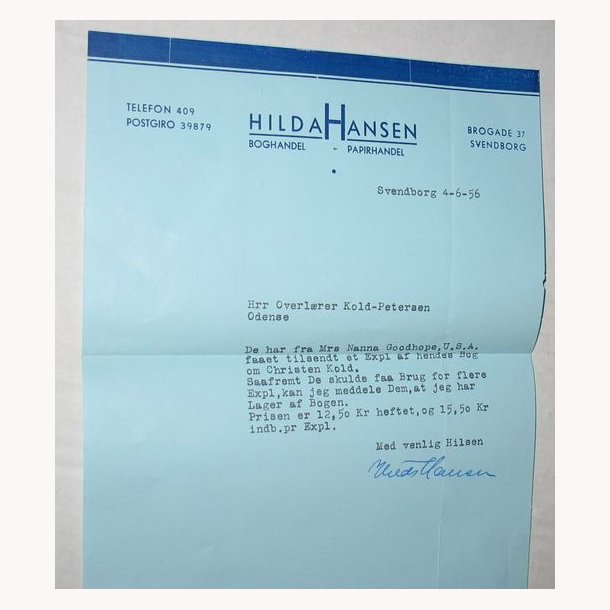 TELEFON 409
POSTGIRO 39879
HILDA HANSEN
BOGHANDEL - PAPIRHANDEL
BROGADE 37
SVENDBORG
Svendborg 4-6-56
Hrr Overlærer Kold-Petersen
Odense
De har fra Mrs Nanna Goodhope,U.S.A.
faaet tilsendt et Expl af hendes Bog
om Christen Kold.
Saafremt De skulde faa Brug for flere
Expl,kan jeg meddele Dem,at jeg har
Lager af Bogen.
Prisen er 12,50 Kr heftet,og 15,50 Kr
indb.pr Expl.
Med venlig Hilsen
Hilda Hansen